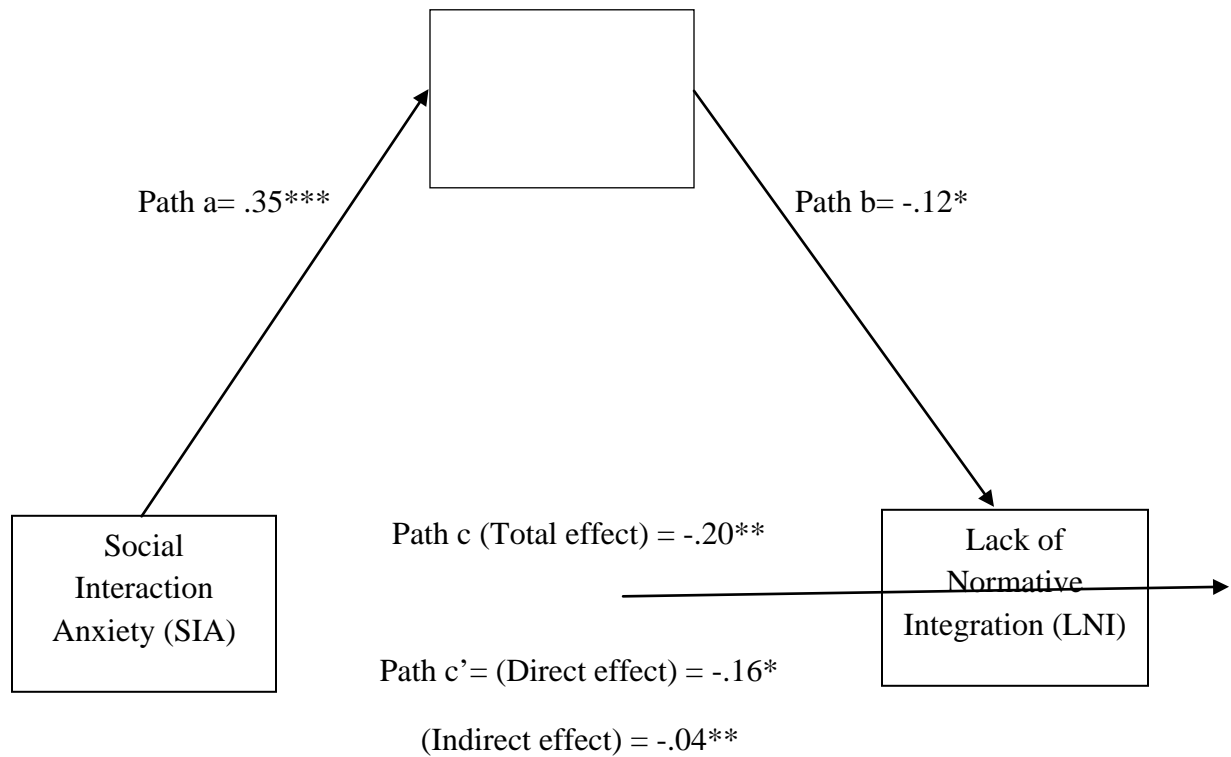 Path a= .35***
Path b= -.12*
Social
Interaction
Anxiety (SIA)
Path c (Total effect) = -.20**
Path c’= (Direct effect) = -.16*
(Indirect effect) = -.04**
Lack of
Normative
Integration (LNI)